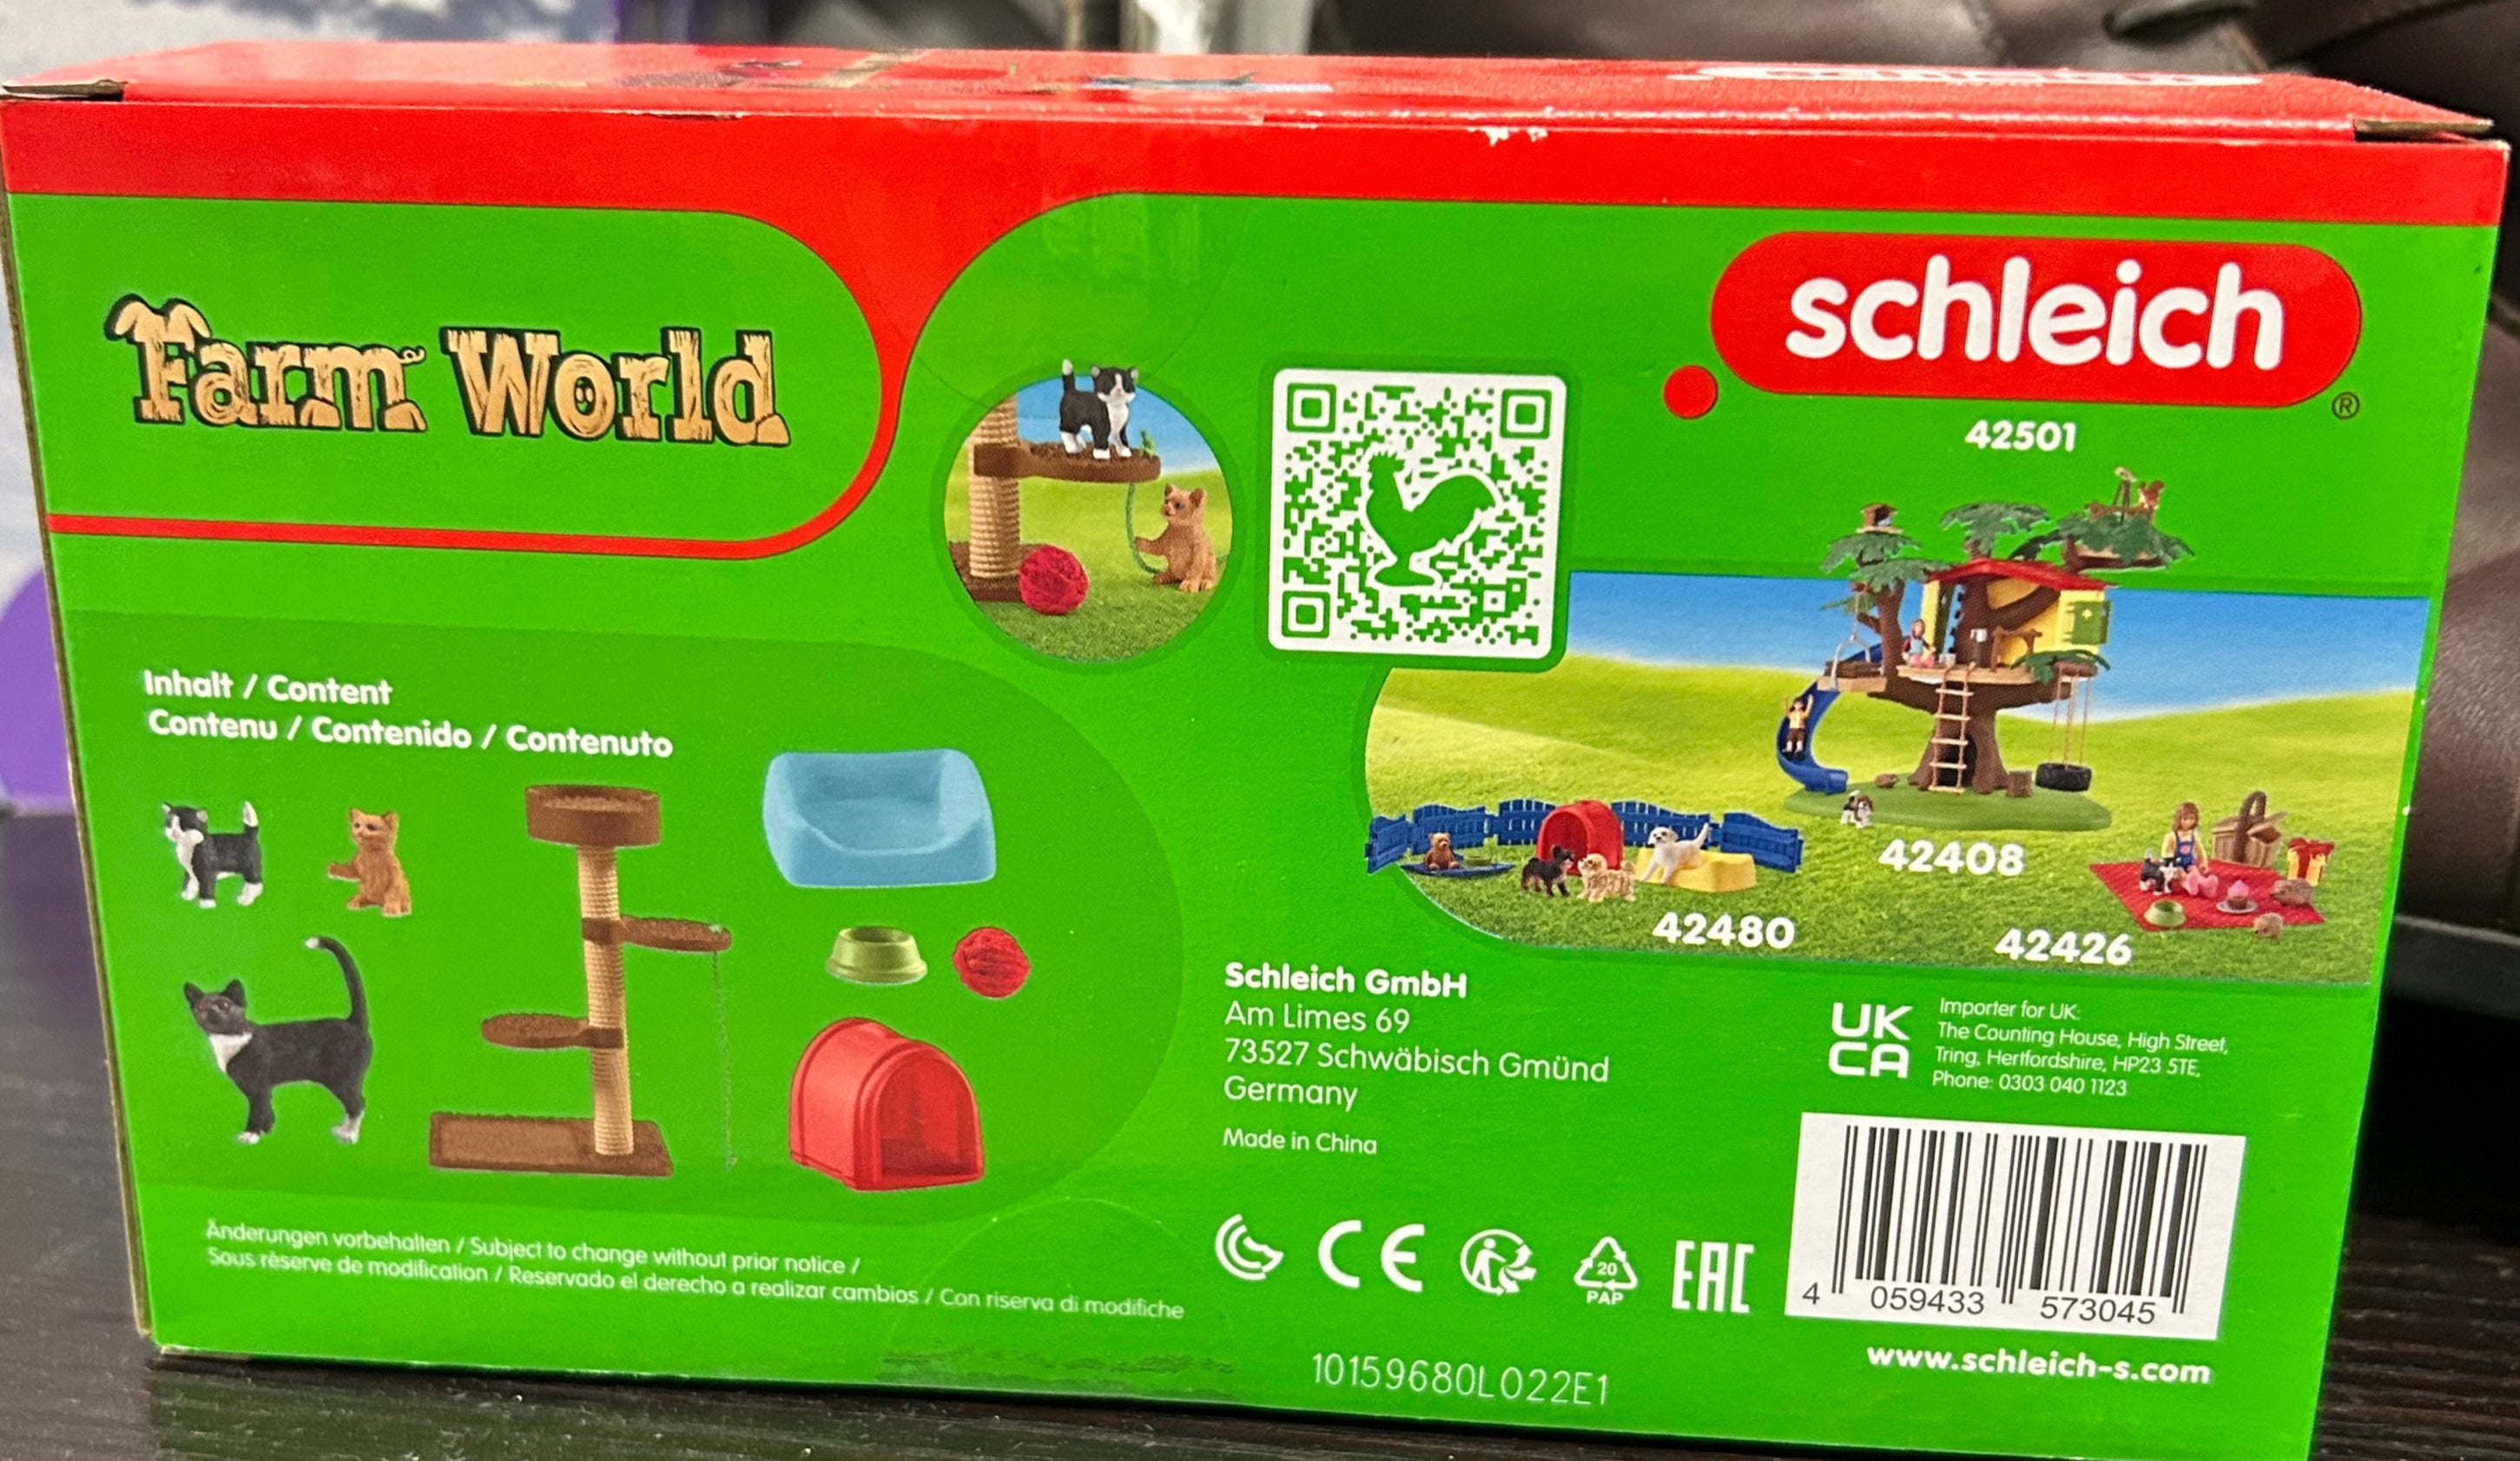 Farm World
schleich
®
42501
Inhalt / Content
Contenu / Contenido / Contenuto
42408
42480
42426
Schleich GmbH
Am Limes 69
73527 Schwäbisch Gmünd
Germany
Made in China
UK
CA
Importer for UK:
The Counting House, High Street,
Tring, Hertfordshire, HP23 5TE,
Phone: 0303 040 1123
Änderungen vorbehalten / Subject to change without prior notice /
Sous réserve de modification / Reservado el derecho a realizar cambios / Con riserva di modifiche
CE
20
PAP
EAC
4 059433 573045
www.schleich-s.com
10159680L022E1